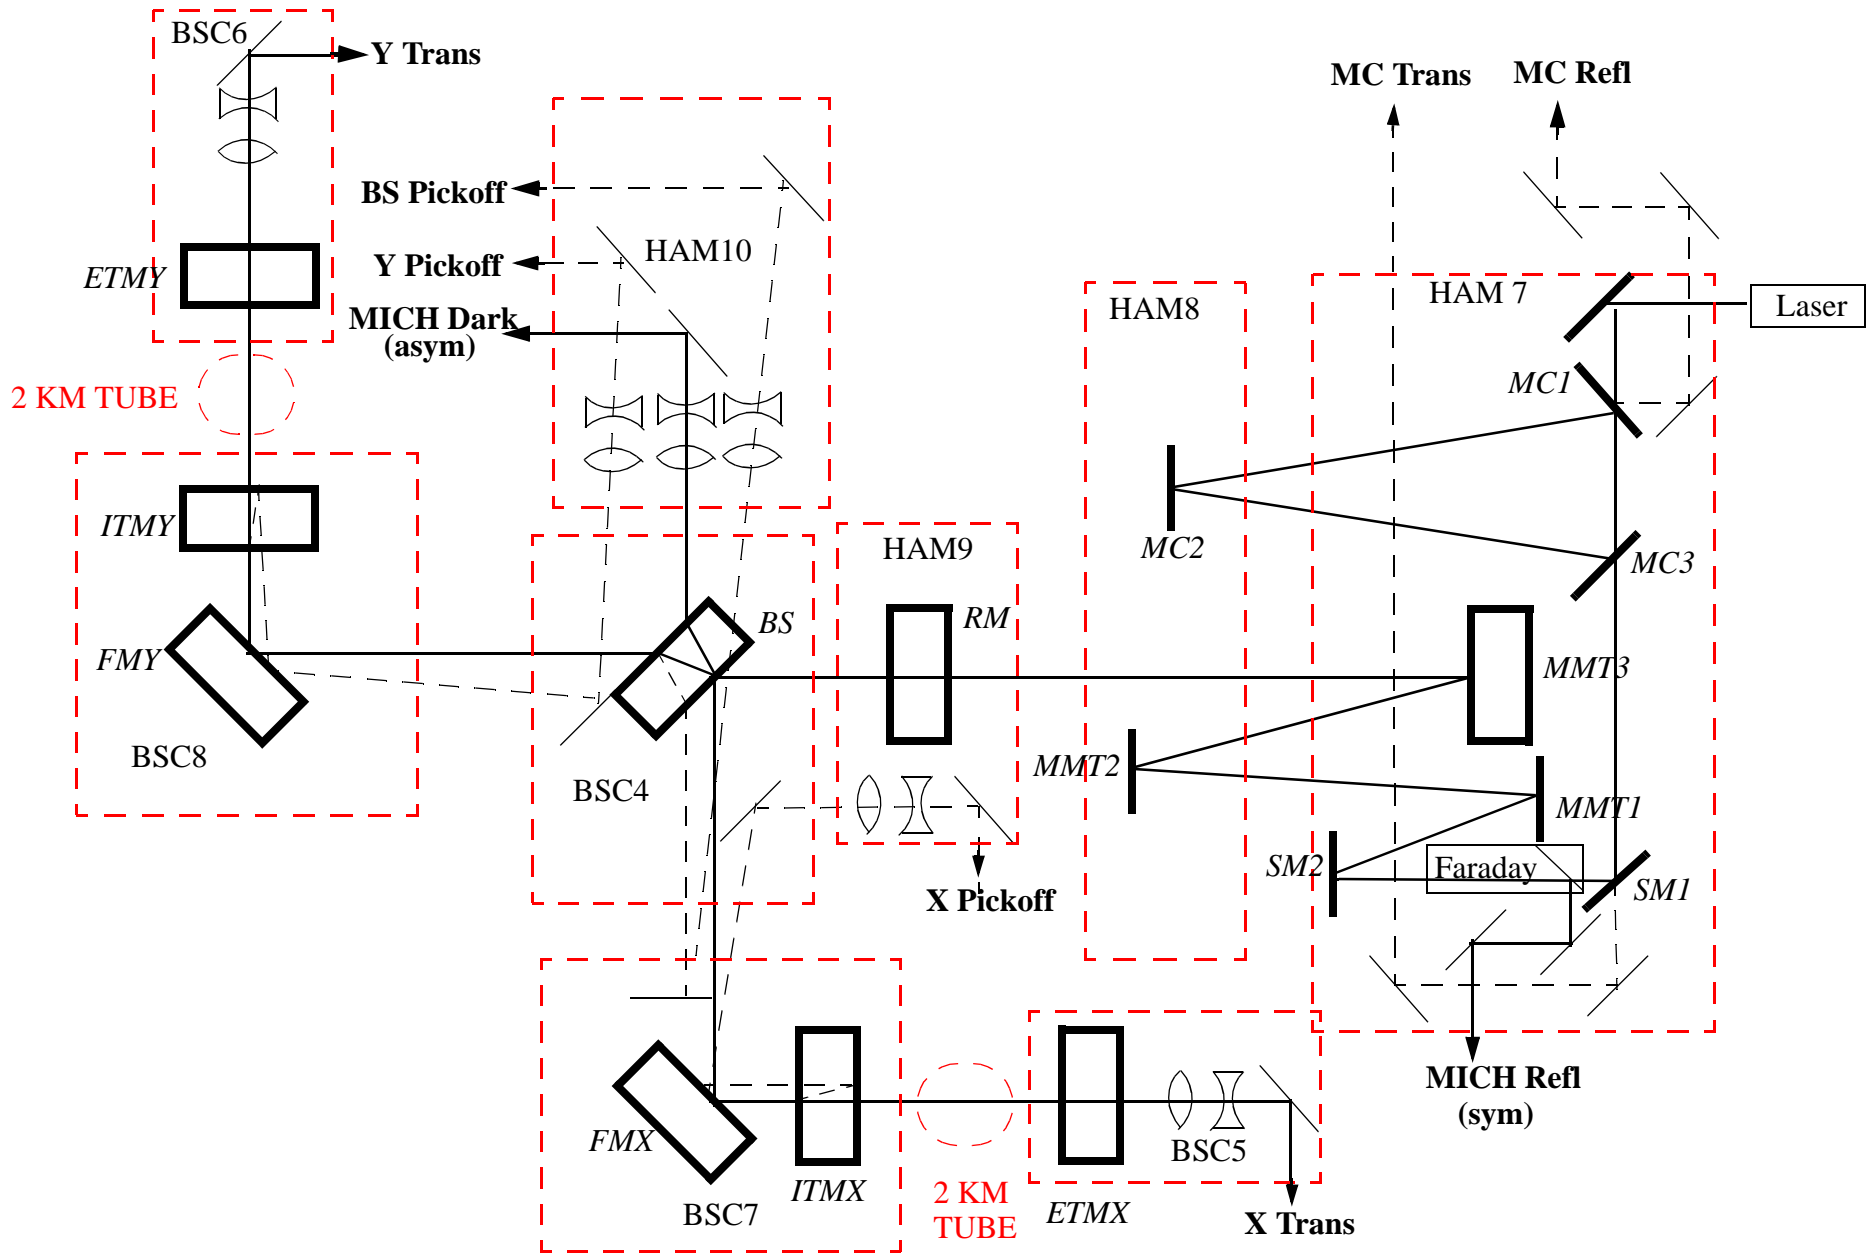 BSC6
Y Trans
MC Trans
MC Refl
BS Pickoff
HAM10
Y Pickoff
ETMY
MICH Dark
(asym)
HAM8
HAM 7
Laser
2 KM TUBE
MC1
ITMY
MC2
HAM9
MC3
FMY
BS
RM
MMT3
BSC8
BSC4
MMT2
MMT1
SM2
Faraday
SM1
X Pickoff
MICH Refl
(sym)
FMX
BSC7
ITMX
2 KM
TUBE
BSC5
ETMX
X Trans